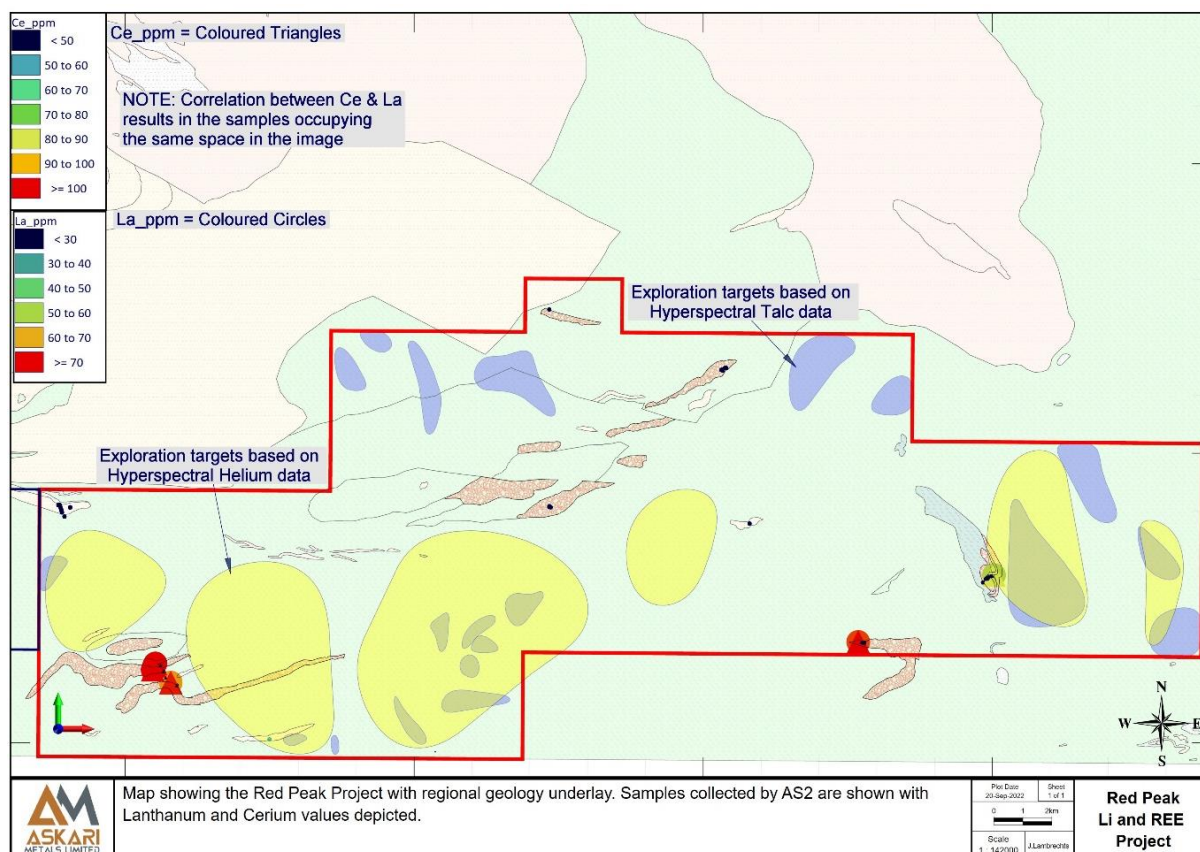 Ce_ppm
< 50
50 to 60
60 to 70
70 to 80
80 to 90
90 to 100
>= 100
Ce_ppm = Coloured Triangles
NOTE: Correlation between Ce & La
results in the samples occupying
the same space in the image
La_ppm
< 30
30 to 40
40 to 50
50 to 60
60 to 70
>= 70
La_ppm = Coloured Circles
Exploration targets based on
Hyperspectral Talc data
Exploration targets based on
Hyperspectral Helium data
N
W
E
S
AM
ASKARI
METALS LIMITED
Map showing the Red Peak Project with regional geology underlay. Samples collected by AS2 are shown with
Lanthanum and Cerium values depicted.
Plot Date
20-Sep-2022
Sheet
1 of 1
0 1 2km
Scale
1 : 142000
J.Lambrechts
Red Peak
Li and REE
Project